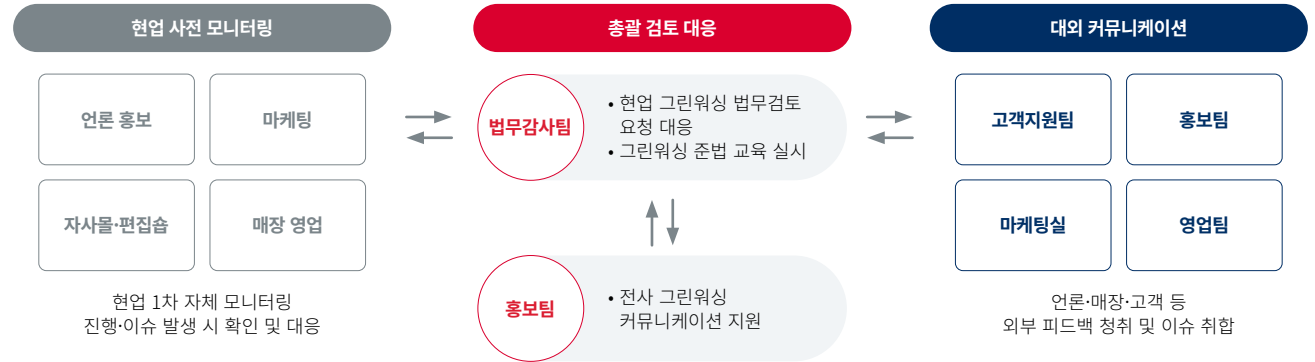 현업 사전 모니터링
언론 홍보
마케팅
자사몰·편집숍
매장 영업
현업 1차 자체 모니터링
진행·이슈 발생 시 확인 및 대응
총괄 검토 대응
법무감사팀
• 현업 그린워싱 법무검토
요청 대응
• 그린워싱 준법 교육 실시
홍보팀
• 전사 그린워싱
커뮤니케이션 지원
대외 커뮤니케이션
고객지원팀
홍보팀
마케팅실
영업팀
언론·매장·고객 등
외부 피드백 청취 및 이슈 취합